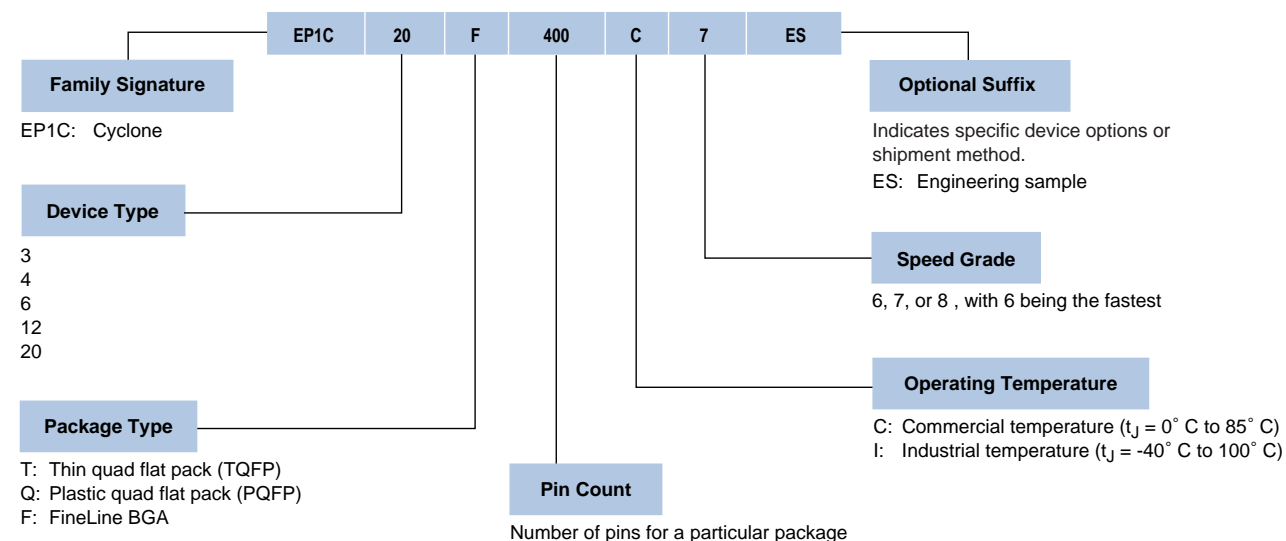 EP1C 20 F 400 C 7 ES
Family Signature
EP1C: Cyclone
Device Type
3
4
6
12
20
Package Type
T: Thin quad flat pack (TQFP)
Q: Plastic quad flat pack (PQFP)
F: FineLine BGA
Pin Count
Number of pins for a particular package
Optional Suffix
Indicates specific device options or
shipment method.
ES: Engineering sample
Speed Grade
6, 7, or 8 , with 6 being the fastest
Operating Temperature
C: Commercial temperature (tJ = 0˚ C to 85˚ C)
I: Industrial temperature (tJ = -40˚ C to 100˚ C)